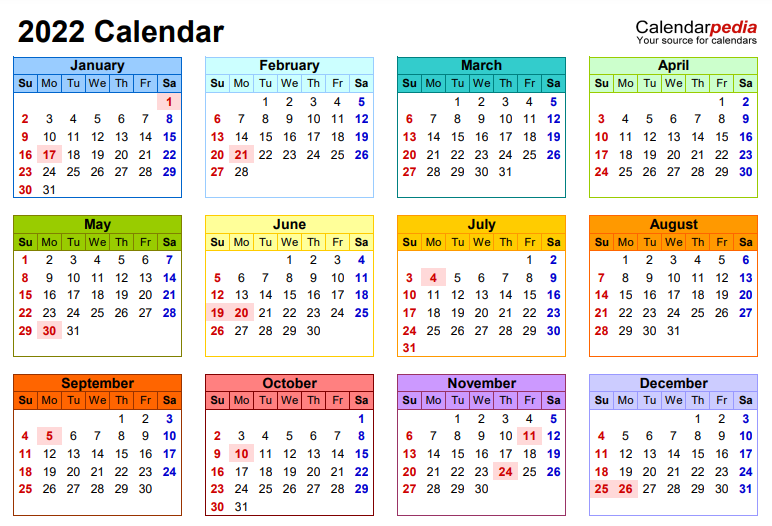 2022 Calendar
Calendarpedia
Your source for calendars
January
Su Mo Tu We Th Fr Sa
1
2 3 4 5 6 7 8
9 10 11 12 13 14 15
16 17 18 19 20 21 22
23 24 25 26 27 28 29
30 31
February
Su Mo Tu We Th Fr Sa
1 2 3 4 5
6 7 8 9 10 11 12
13 14 15 16 17 18 19
20 21 22 23 24 25 26
27 28
March
Su Mo Tu We Th Fr Sa
1 2 3 4 5
6 7 8 9 10 11 12
13 14 15 16 17 18 19
20 21 22 23 24 25 26
27 28 29 30 31
April
Su Mo Tu We Th Fr Sa
1 2
3 4 5 6 7 8 9
10 11 12 13 14 15 16
17 18 19 20 21 22 23
24 25 26 27 28 29 30
May
Su Mo Tu We Th Fr Sa
1 2 3 4 5 6 7
8 9 10 11 12 13 14
15 16 17 18 19 20 21
22 23 24 25 26 27 28
29 30 31
June
Su Mo Tu We Th Fr Sa
1 2 3 4
5 6 7 8 9 10 11
12 13 14 15 16 17 18
19 20 21 22 23 24 25
26 27 28 29 30
July
Su Mo Tu We Th Fr Sa
1 2
3 4 5 6 7 8 9
10 11 12 13 14 15 16
17 18 19 20 21 22 23
24 25 26 27 28 29 30
31
August
Su Mo Tu We Th Fr Sa
1 2 3 4 5 6
7 8 9 10 11 12 13
14 15 16 17 18 19 20
21 22 23 24 25 26 27
28 29 30 31
September
Su Mo Tu We Th Fr Sa
1 2 3
4 5 6 7 8 9 10
11 12 13 14 15 16 17
18 19 20 21 22 23 24
25 26 27 28 29 30
October
Su Mo Tu We Th Fr Sa
1
2 3 4 5 6 7 8
9 10 11 12 13 14 15
16 17 18 19 20 21 22
23 24 25 26 27 28 29
30 31
November
Su Mo Tu We Th Fr Sa
1 2 3 4 5
6 7 8 9 10 11 12
13 14 15 16 17 18 19
20 21 22 23 24 25 26
27 28 29 30
December
Su Mo Tu We Th Fr Sa
1 2 3
4 5 6 7 8 9 10
11 12 13 14 15 16 17
18 19 20 21 22 23 24
25 26 27 28 29 30 31